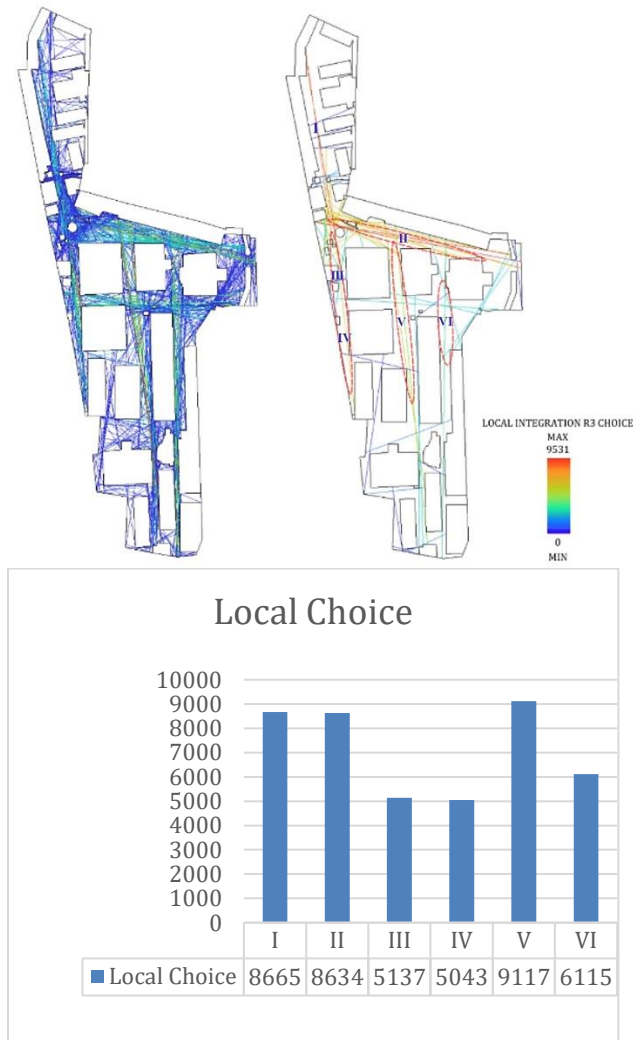 I
II
III
IV
V
VI
LOCAL INTEGRATION R3 CHOICE
MAX
9531
0
MIN
Local Choice
10000
9000
8000
7000
6000
5000
4000
3000
2000
1000
0
I II III IV V VI
Local Choice 8665 8634 5137 5043 9117 6115